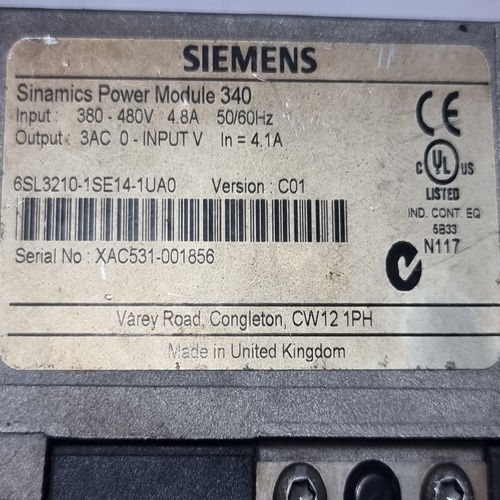 SIEMENS
Sinamics Power Module 340
Input : 380 - 480V 4.8A 50/60Hz
Output : 3AC 0 - INPUT V In = 4.1A
6SL3210-1SE14-1UA0 Version : C01
Serial No : XAC531-001856
CE
C UL US
LISTED
IND. CONT. EQ
5B33
N117
Varey Road, Congleton, CW12 1PH
Made in United Kingdom